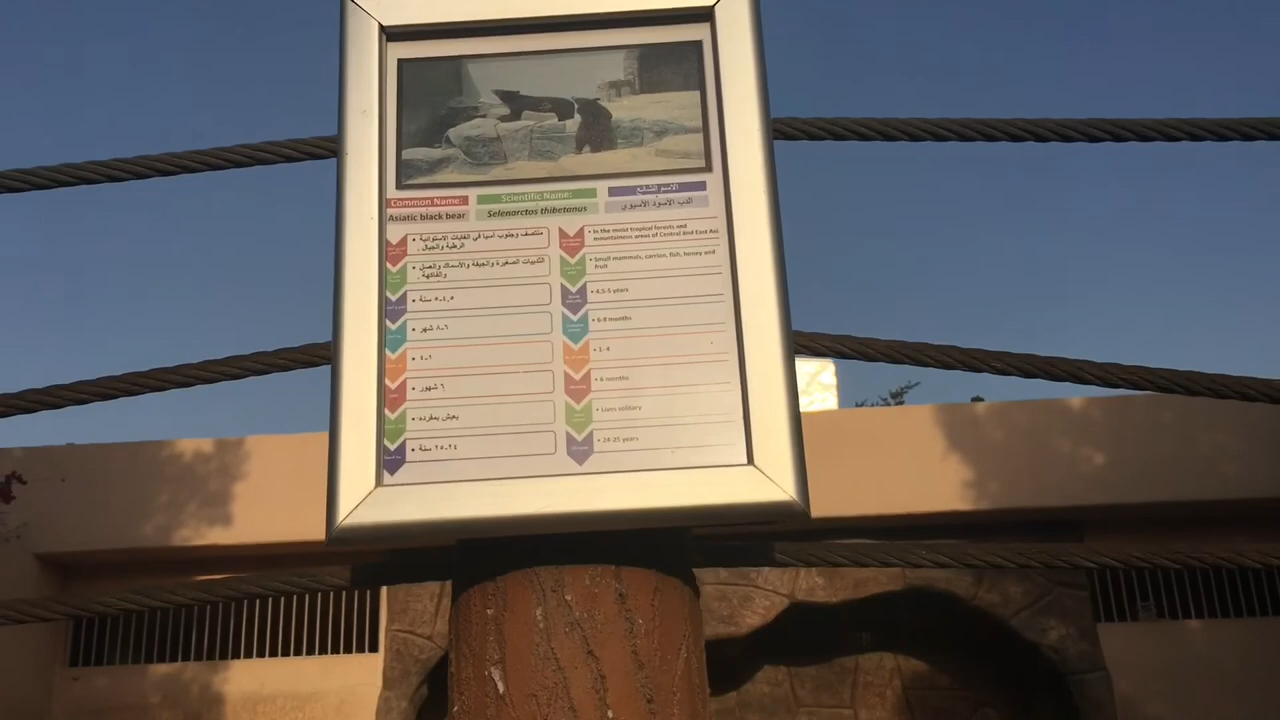 Common Name:
Scientific Name:
الاسم الشائع
Asiatic black bear
Selenarctos thibetanus
الدب الأسود الآسيوي
• منتصف وجنوب آسيا في الغابات الاستوائية
الرطبة والجبال .
• الثدييات الصغيرة والجيفة والأسماك والعسل
والفاكهة .
• ٤,٥-٥ سنة
• ٦-٨ شهر
• ١-٤
• ٦ شهور
• يعيش بمفرده
• ٢٤-٢٥ سنة
• In the moist tropical forests and
mountainous areas of Central and East Asi
• Small mammals, carrion, fish, honey and
fruit
• 4.5-5 years
• 6-8 months
• 1-4
• 6 months
• Lives solitary
• 24-25 years